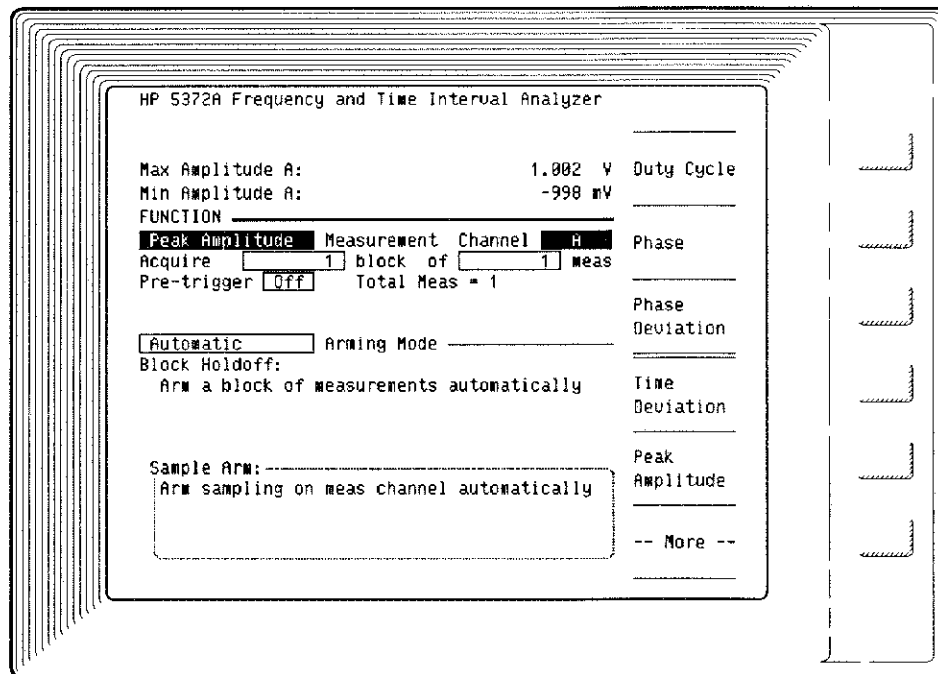 HP 5372A Frequency and Time Interval Analyzer
Max Amplitude A: 1.002 V
Min Amplitude A: -998 mV
FUNCTION
Peak Amplitude Measurement Channel A
Acquire 1 block of 1 meas
Pre-trigger Off Total Meas = 1
Automatic Arming Mode
Block Holdoff:
Arm a block of measurements automatically
Sample Arm:
Arm sampling on meas channel automatically
Duty Cycle
Phase
Phase
Deviation
Time
Deviation
Peak
Amplitude
-- More --